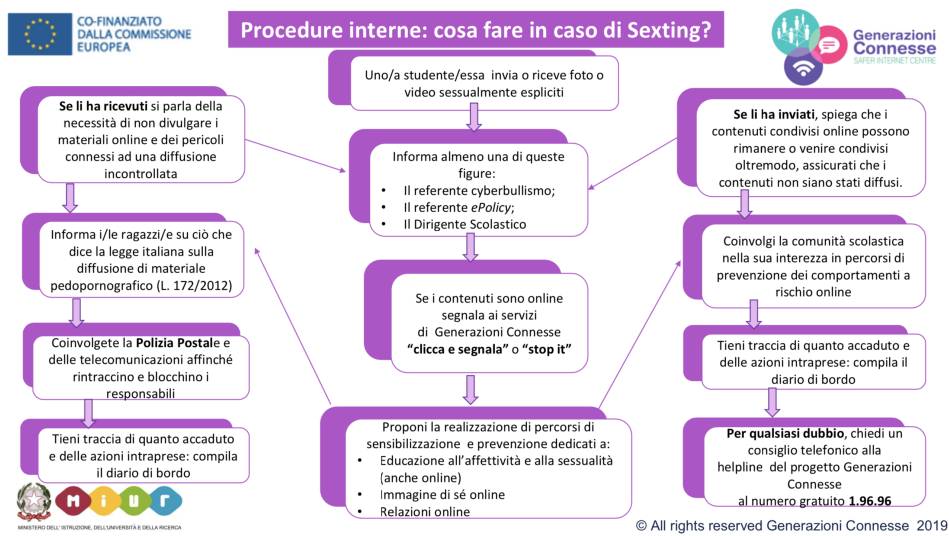 CO-FINANZIATO
DALLA COMMISSIONE
EUROPEA
Procedure interne: cosa fare in caso di Sexting?
Generazioni
Connesse
SAFER INTERNET CENTRE
Uno/a studente/essa invia o riceve foto o
video sessualmente espliciti
Se li ha ricevuti si parla della
necessità di non divulgare i
materiali online e dei pericoli
connessi ad una diffusione
incontrollata
Informa i/le ragazzi/e su ciò che
dice la legge italiana sulla
diffusione di materiale
pedopornografico (L. 172/2012)
Coinvolgete la Polizia Postale e
delle telecomunicazioni affinché
rintraccino e blocchino i
responsabili
Tieni traccia di quanto accaduto
e delle azioni intraprese: compila
il diario di bordo
Informa almeno una di queste
figure:
• Il referente cyberbullismo;
• Il referente ePolicy;
• Il Dirigente Scolastico
Se i contenuti sono online
segnala ai servizi
di Generazioni Connesse
“clicca e segnala” o “stop it”
Proponi la realizzazione di percorsi di
sensibilizzazione e prevenzione dedicati a:
• Educazione all’affettività e alla sessualità
(anche online)
• Immagine di sé online
• Relazioni online
Se li ha inviati, spiega che i
contenuti condivisi online possono
rimanere o venire condivisi
oltremodo, assicurati che i
contenuti non siano stati diffusi.
Coinvolgi la comunità scolastica
nella sua interezza in percorsi di
prevenzione dei comportamenti a
rischio online
Tieni traccia di quanto accaduto e
delle azioni intraprese: compila il
diario di bordo
Per qualsiasi dubbio, chiedi un
consiglio telefonico alla
helpline del progetto Generazioni
Connesse
al numero gratuito 1.96.96
MIUR
MINISTERO DELL' ISTRUZIONE, DELL'UNIVERSITÀ E DELLA RICERCA
© All rights reserved Generazioni Connesse 2019